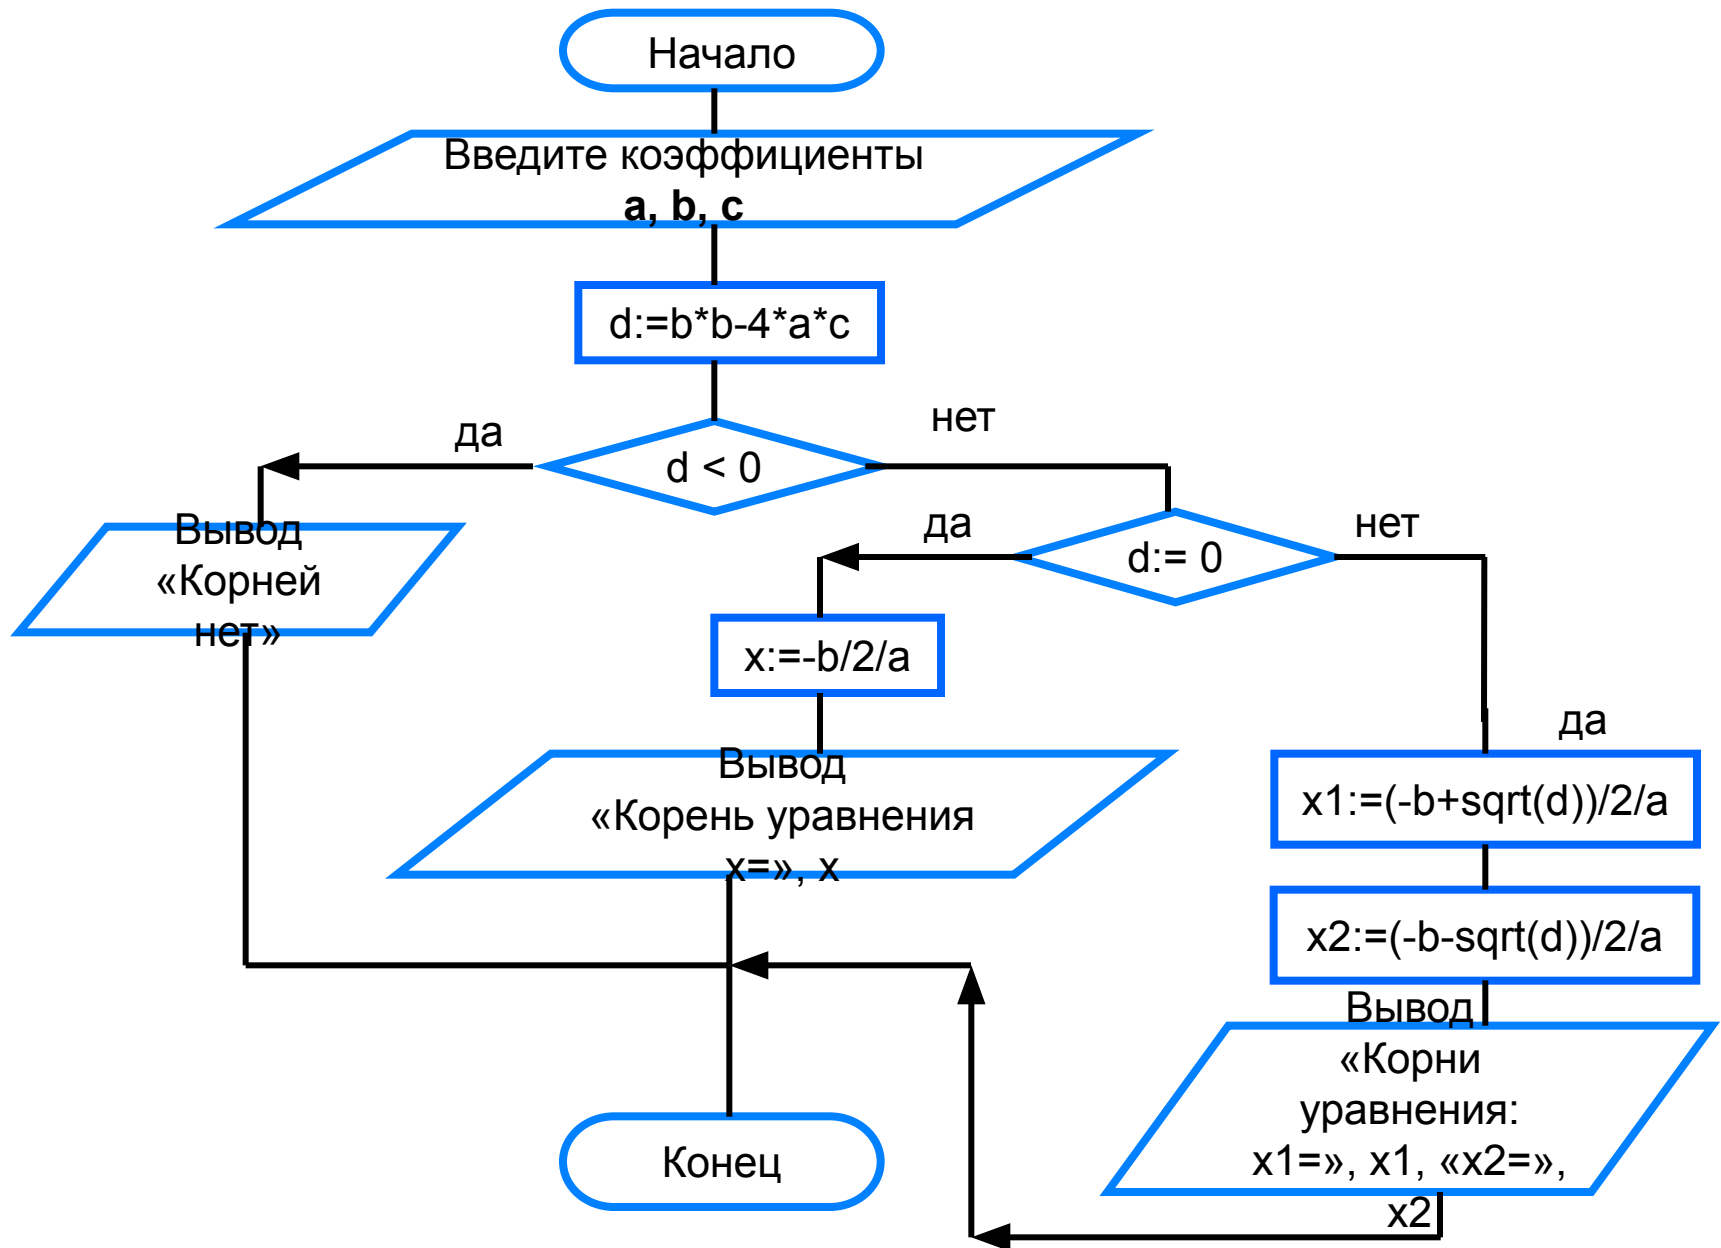 Начало
Введите коэффициенты
a, b, c
d:=b*b-4*a*c
да
нет
d < 0
Вывод
«Корней
нет»
да
нет
d:= 0
x:=-b/2/a
Вывод
«Корень уравнения
x=», x
да
x1:=(-b+sqrt(d))/2/a
x2:=(-b-sqrt(d))/2/a
Вывод
«Корни
уравнения:
x1=», x1, «x2=»,
x2
Конец